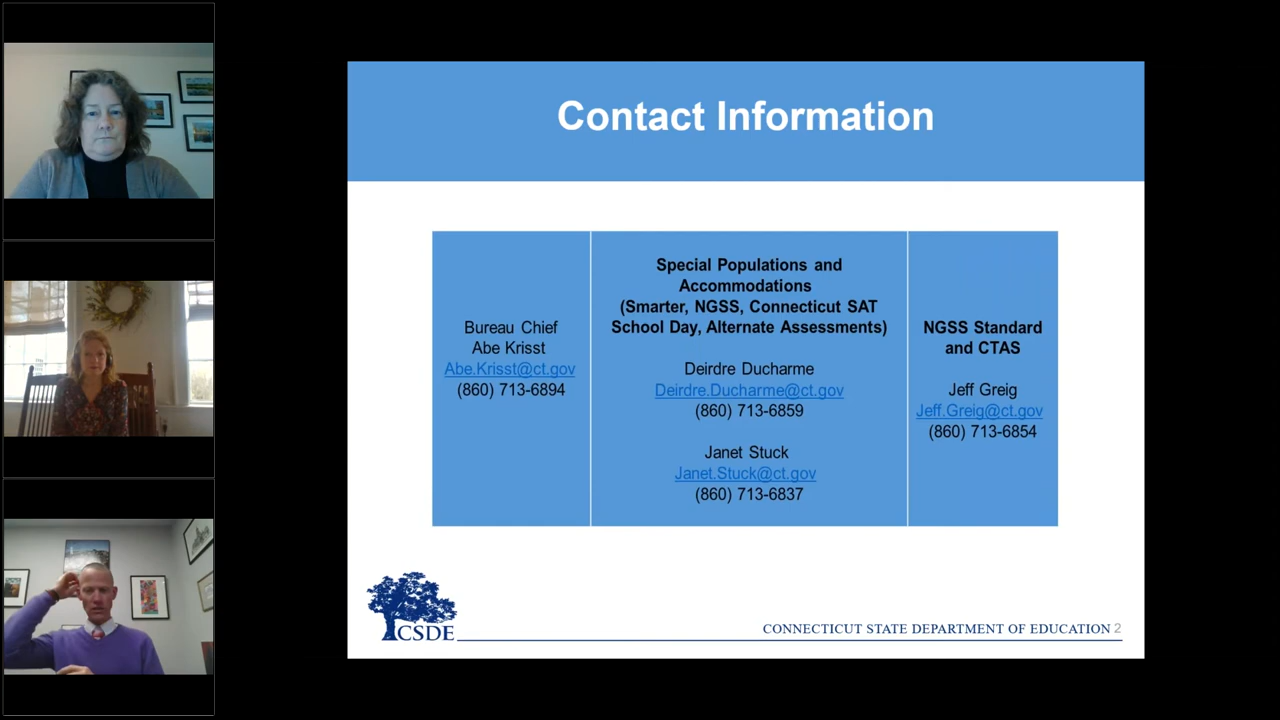 Contact Information
Bureau Chief
Abe Krisst
Abe.Krisst@ct.gov
(860) 713-6894
Special Populations and
Accommodations
(Smarter, NGSS, Connecticut SAT
School Day, Alternate Assessments)
Deirdre Ducharme
Deirdre.Ducharme@ct.gov
(860) 713-6859
Janet Stuck
Janet.Stuck@ct.gov
(860) 713-6837
NGSS Standard
and CTAS
Jeff Greig
Jeff.Greig@ct.gov
(860) 713-6854
CSDE
CONNECTICUT STATE DEPARTMENT OF EDUCATION 2